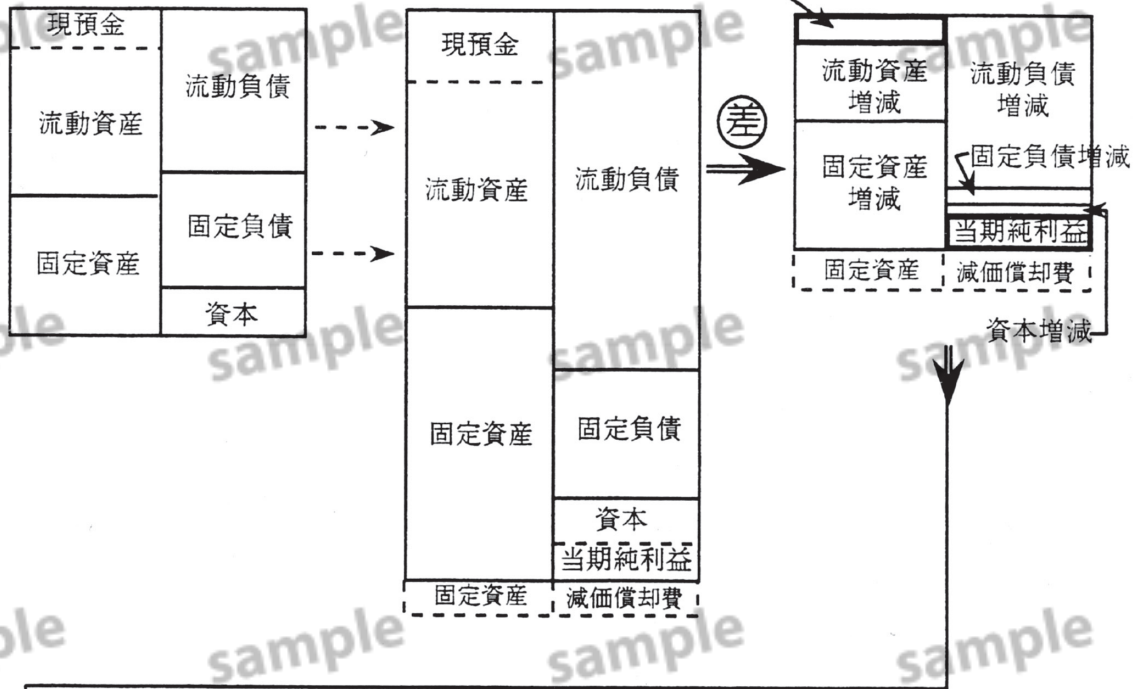 現預金
流動資産
固定資産
流動負債
固定負債
資本
現預金
流動資産
固定資産
固定資産
流動負債
固定負債
資本
当期純利益
減価償却費
差
流動資産
増減
固定資産
増減
固定資産
流動負債
増減
固定負債増減
当期純利益
減価償却費
資本増減
ple
sample
sample
sample
ple
sample
sample
sample
ple
sample
sample
sample